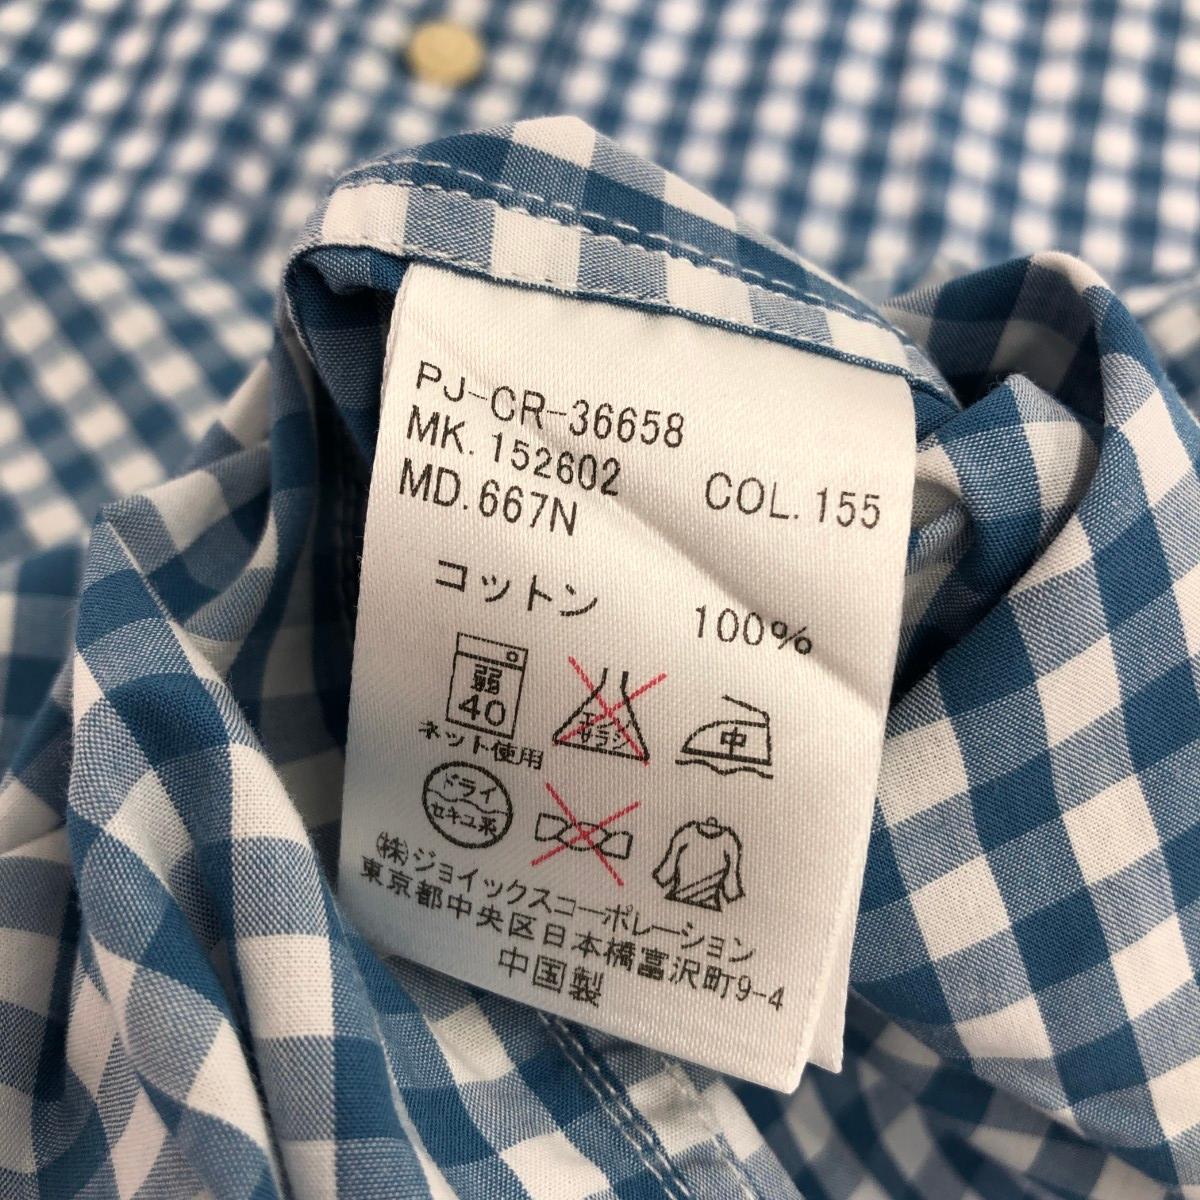 PJ-CR-36658
MK.152602 COL.155
MD.667N
コットン 100%
弱
40
ネット使用
エンソ
サラシ
中
ドライ
セキユ系
㈱ジョイックスコーポレーション
東京都中央区日本橋富沢町9-4
中国製